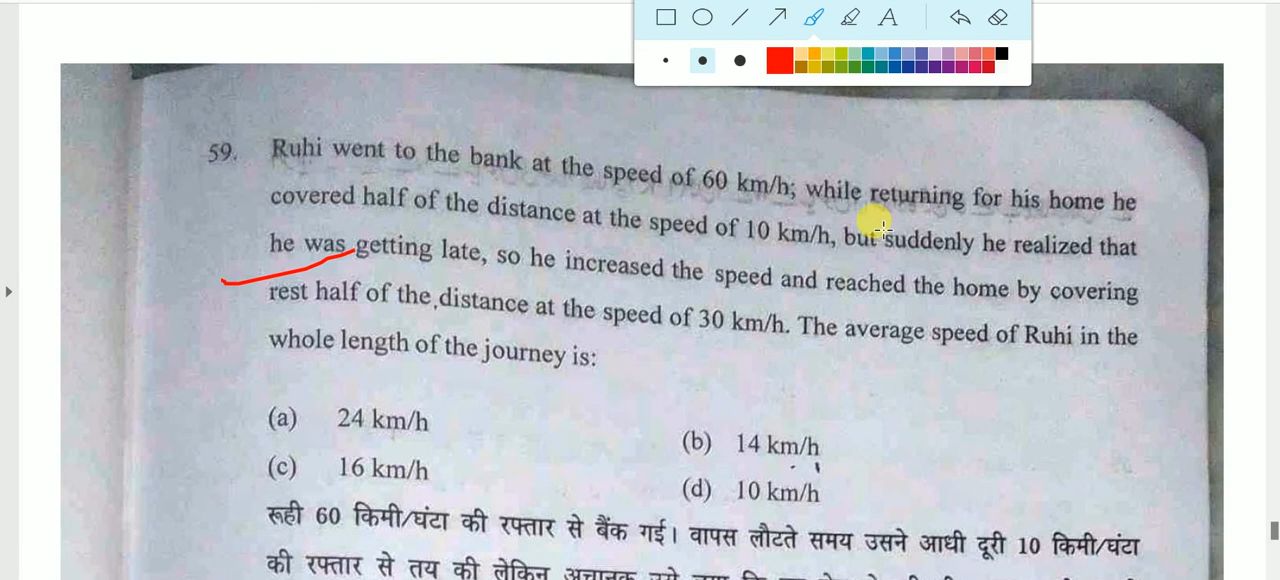 59. Ruhi went to the bank at the speed of 60 km/h; while returning for his home he
covered half of the distance at the speed of 10 km/h, but suddenly he realized that
he was getting late, so he increased the speed and reached the home by covering
rest half of the distance at the speed of 30 km/h. The average speed of Ruhi in the
whole length of the journey is:
(a) 24 km/h (b) 14 km/h
(c) 16 km/h (d) 10 km/h
रूही 60 किमी/घंटा की रफ्तार से बैंक गई। वापस लौटते समय उसने आधी दूरी 10 किमी/घंटा
की रफ्तार से तय की लेकिन अचानक